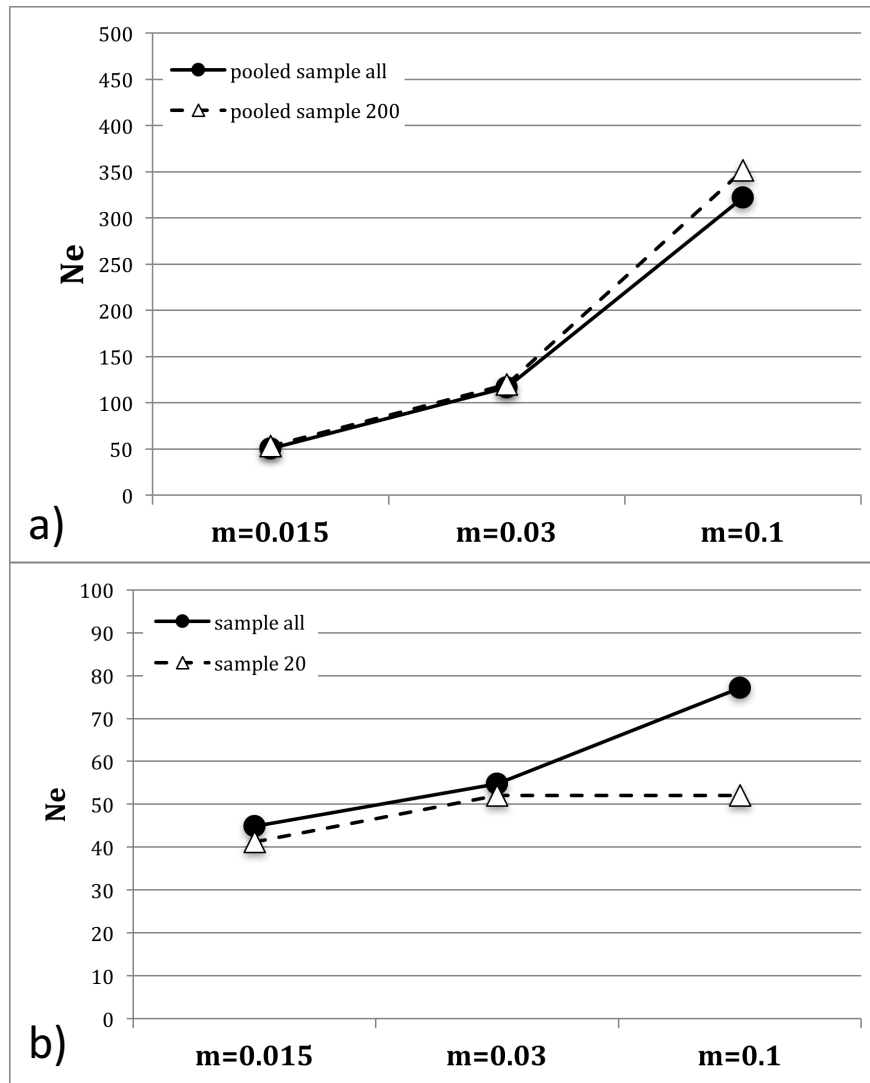 500
450
400
350
300
250
200
150
100
50
0
Ne
pooled sample all
pooled sample 200
m=0.015 m=0.03 m=0.1
a)
100
90
80
70
60
50
40
30
20
10
0
Ne
sample all
sample 20
m=0.015 m=0.03 m=0.1
b)